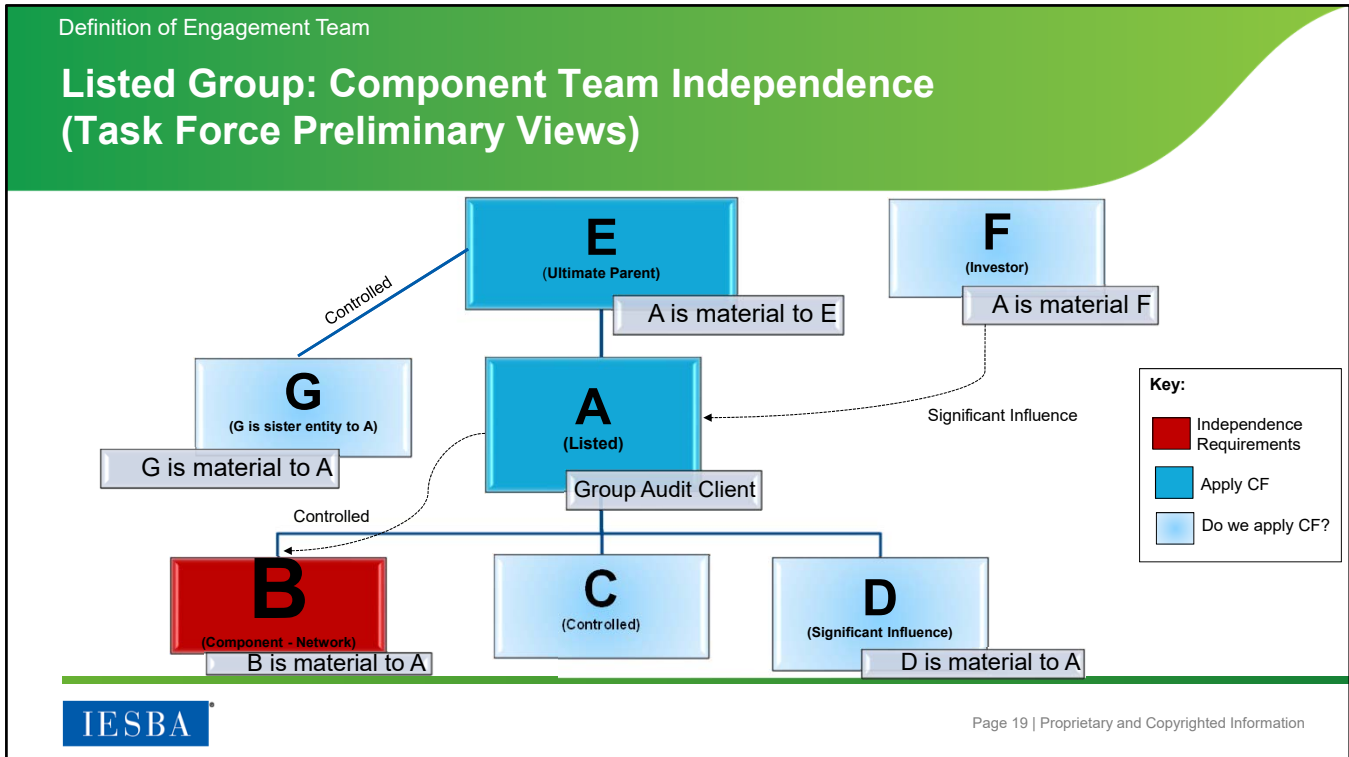 Definition of Engagement Team
Listed Group: Component Team Independence
(Task Force Preliminary Views)
E
(Ultimate Parent)
A is material to E
F
(Investor)
A is material F
Controlled
G
(G is sister entity to A)
G is material to A
A
(Listed)
Group Audit Client
Significant Influence
Key:
Independence
Requirements
Apply CF
Do we apply CF?
Controlled
B
(Component - Network)
B is material to A
C
(Controlled)
D
(Significant Influence)
D is material to A
IESBA
Page 19 | Proprietary and Copyrighted Information